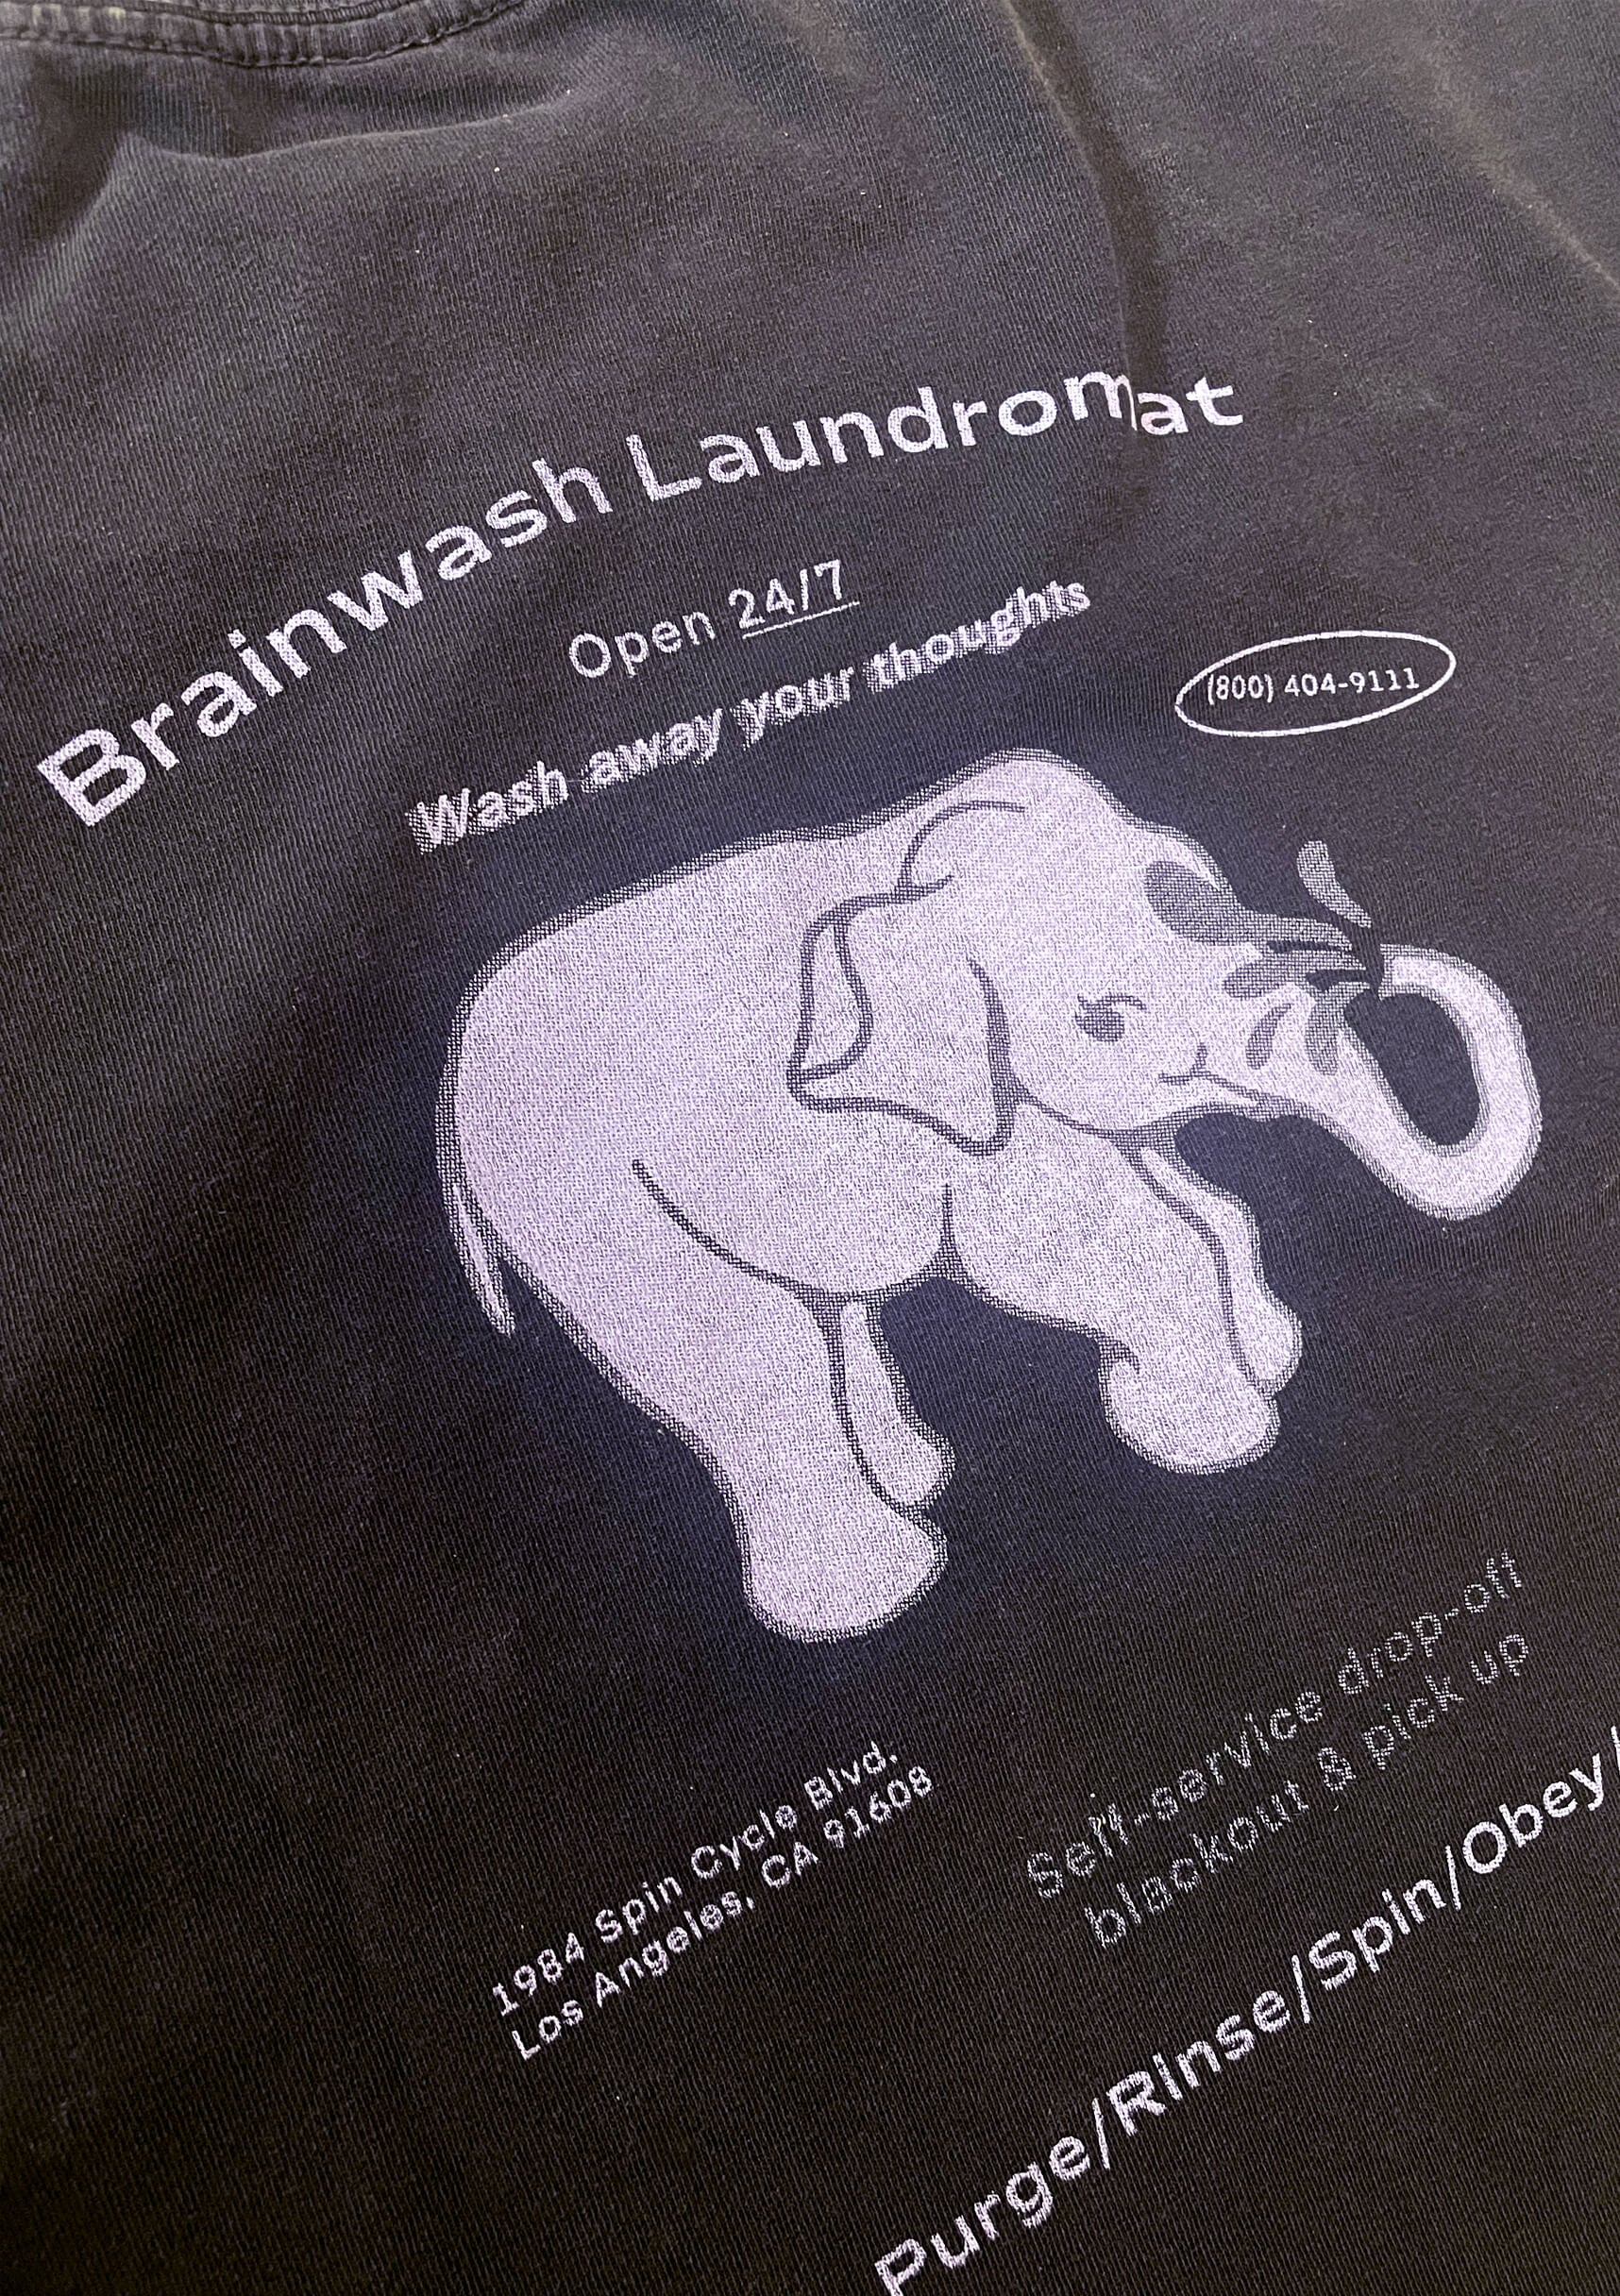 Brainwash Laundromat
Open 24/7
Wash away your thoughts
(800) 404-9111
1984 Spin Cycle Blvd.
Los Angeles, CA 91608
Self-service drop-off
blackout & pick up
Purge/Rinse/Spin/Obey/